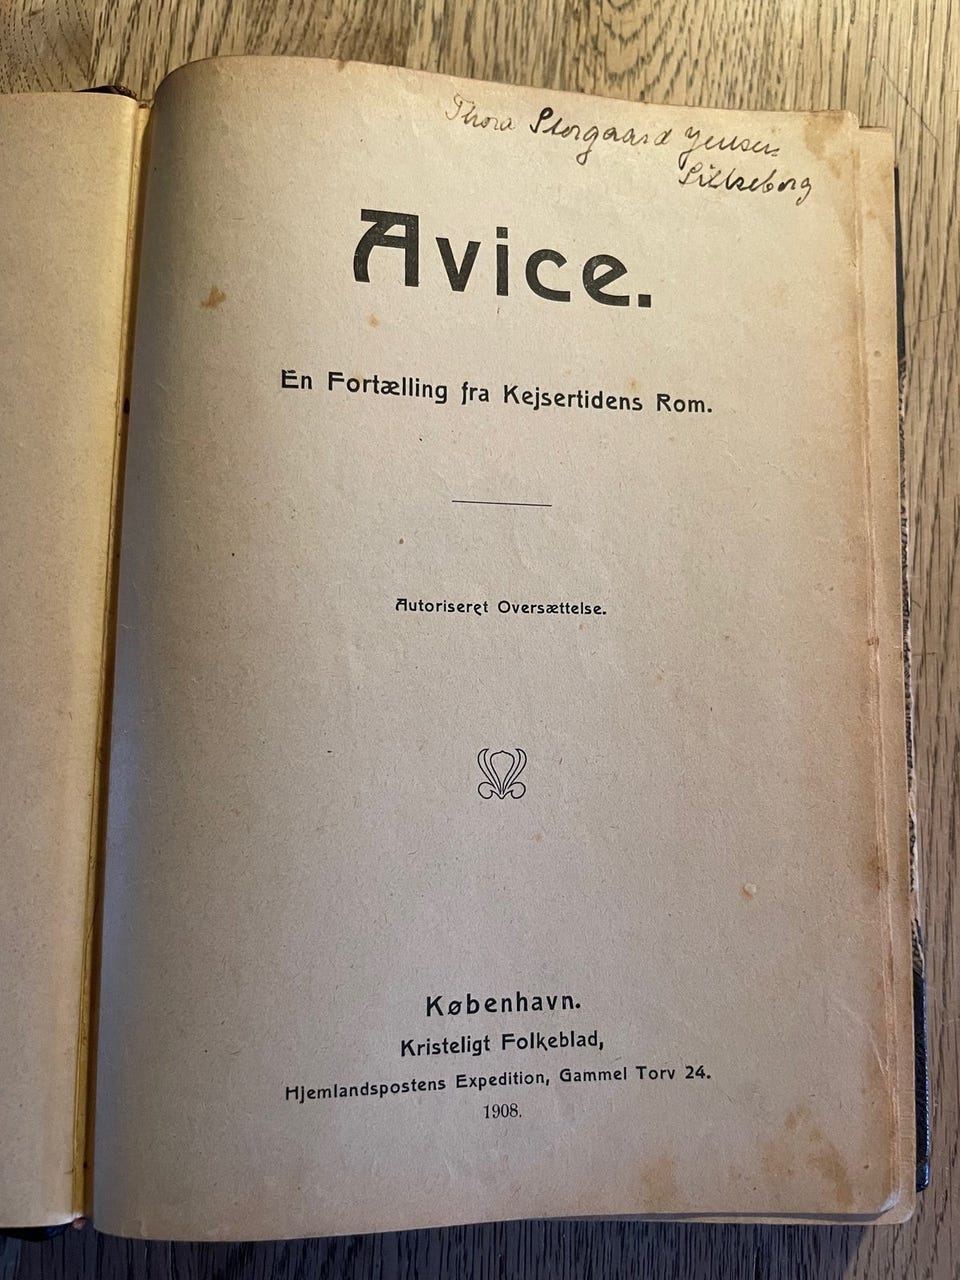 Thora Storgaard Jensen
Silkeborg
Avice.
En Fortælling fra Kejsertidens Rom.
Autoriseret Oversættelse.
København.
Kristeligt Folkeblad,
Hjemlandspostens Expedition, Gammel Torv 24.
1908.